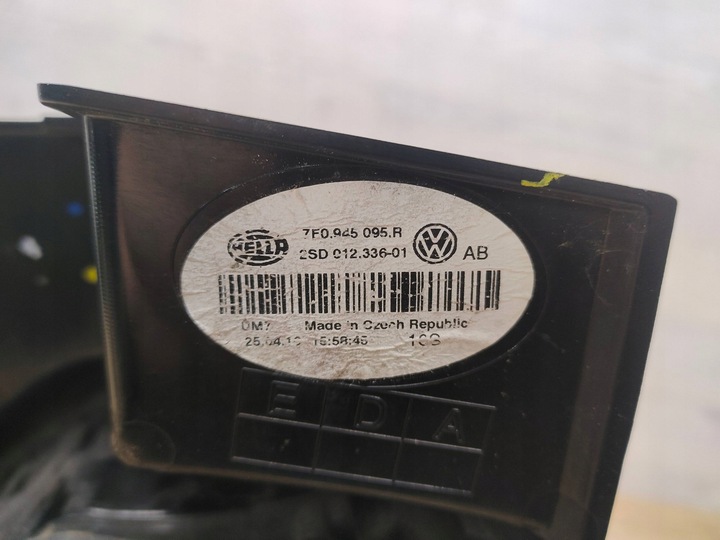 HELLA
7F0.945 095.R
2SD 012.336-01
AB
Made in Czech Republic
E D A